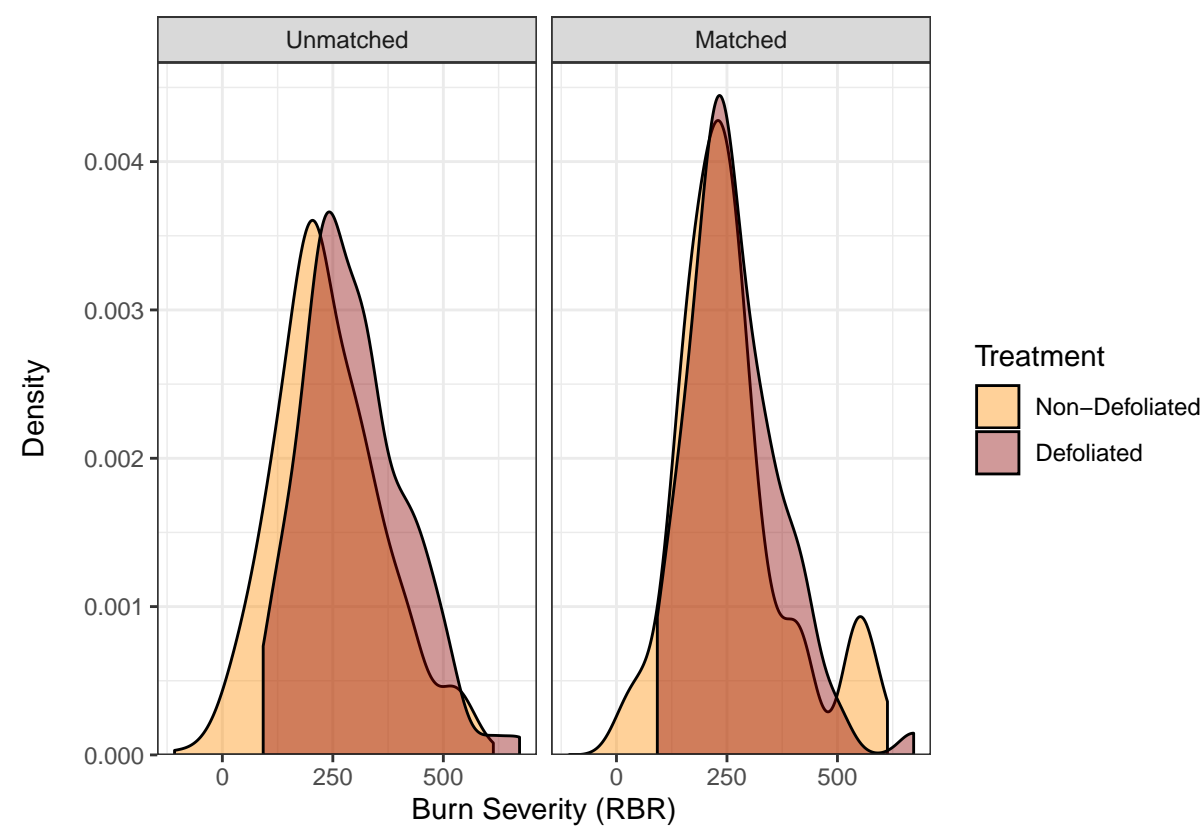 Unmatched
Matched
Density
0.004
0.003
0.002
0.001
0.000
0 250 500
0 250 500
Burn Severity (RBR)
Treatment
Non−Defoliated
Defoliated